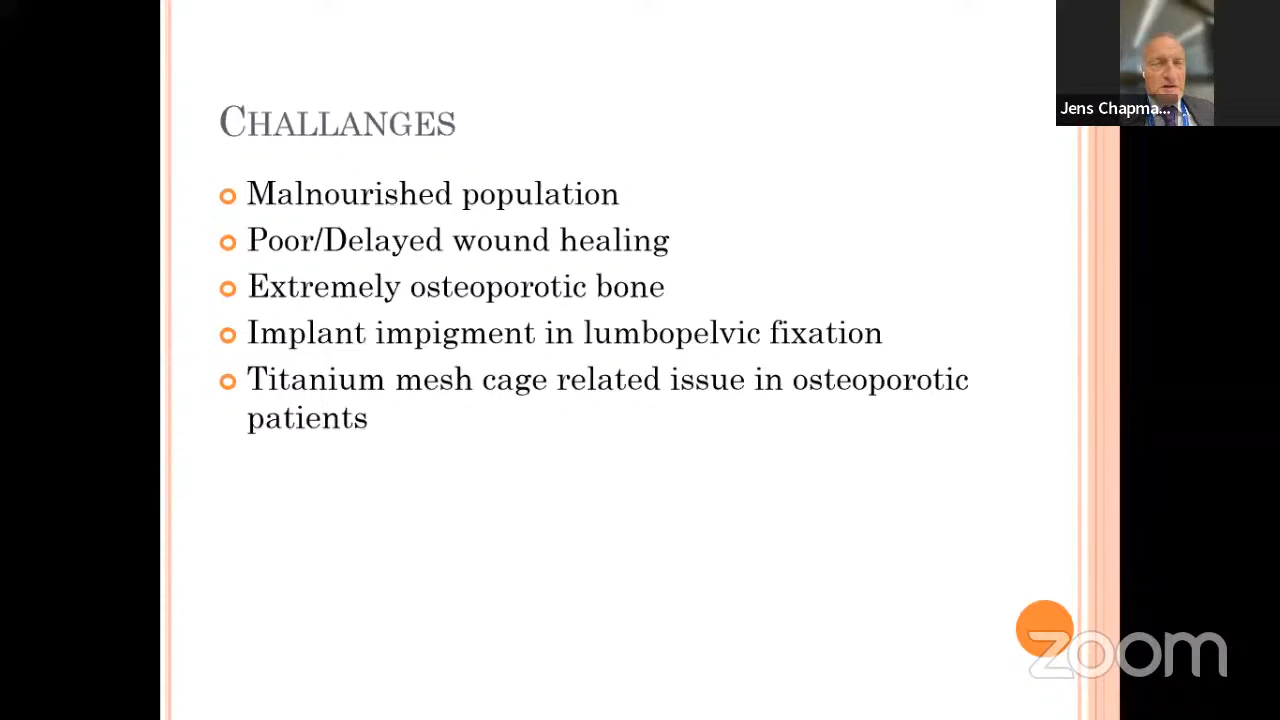 Jens Chapma...
CHALLANGES
Malnourished population
Poor/Delayed wound healing
Extremely osteoporotic bone
Implant impigment in lumbopelvic fixation
Titanium mesh cage related issue in osteoporotic
patients
zoom